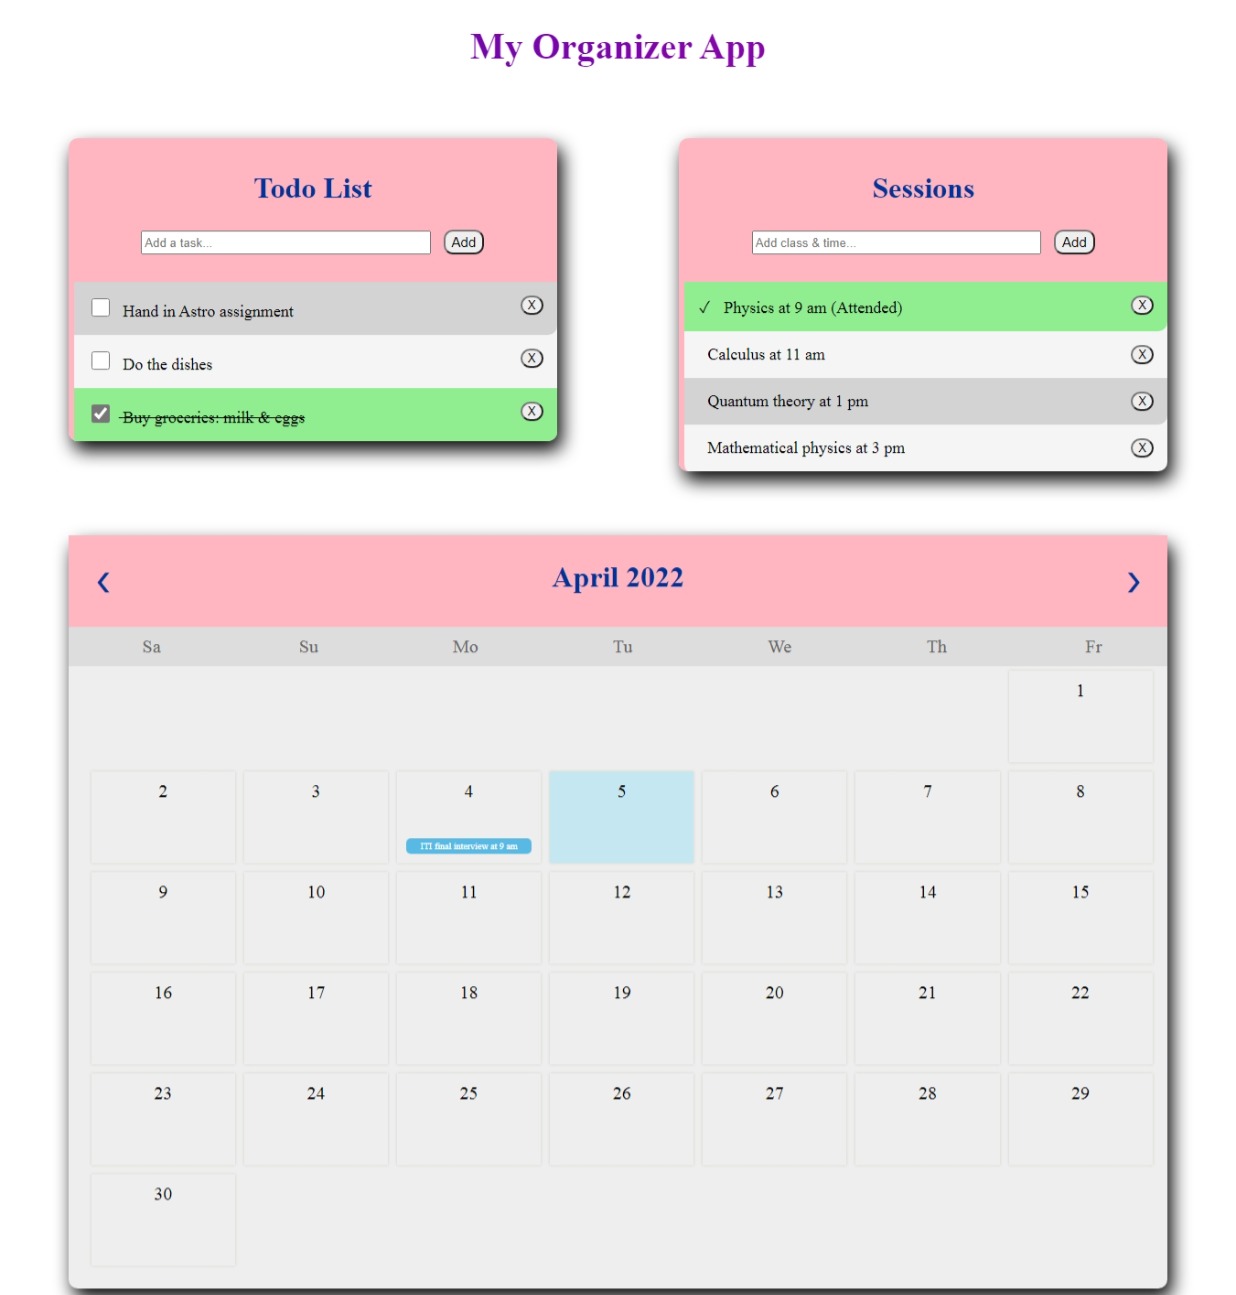 My Organizer App
Todo List
Add a task...
Add
Hand in Astro assignment
X
Do the dishes
X
Buy groceries: milk & eggs
X
Sessions
Add class & time...
Add
✓ Physics at 9 am (Attended)
X
Calculus at 11 am
X
Quantum theory at 1 pm
X
Mathematical physics at 3 pm
X
❮ April 2022 ❯
Sa Su Mo Tu We Th Fr
1
2 3 4 5 6 7 8
ITI final interview at 9 am
9 10 11 12 13 14 15
16 17 18 19 20 21 22
23 24 25 26 27 28 29
30